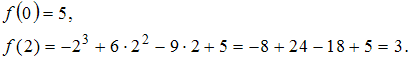 f(0) = 5,
f(2) = −2³ + 6 · 2² − 9 · 2 + 5 = −8 + 24 − 18 + 5 = 3.